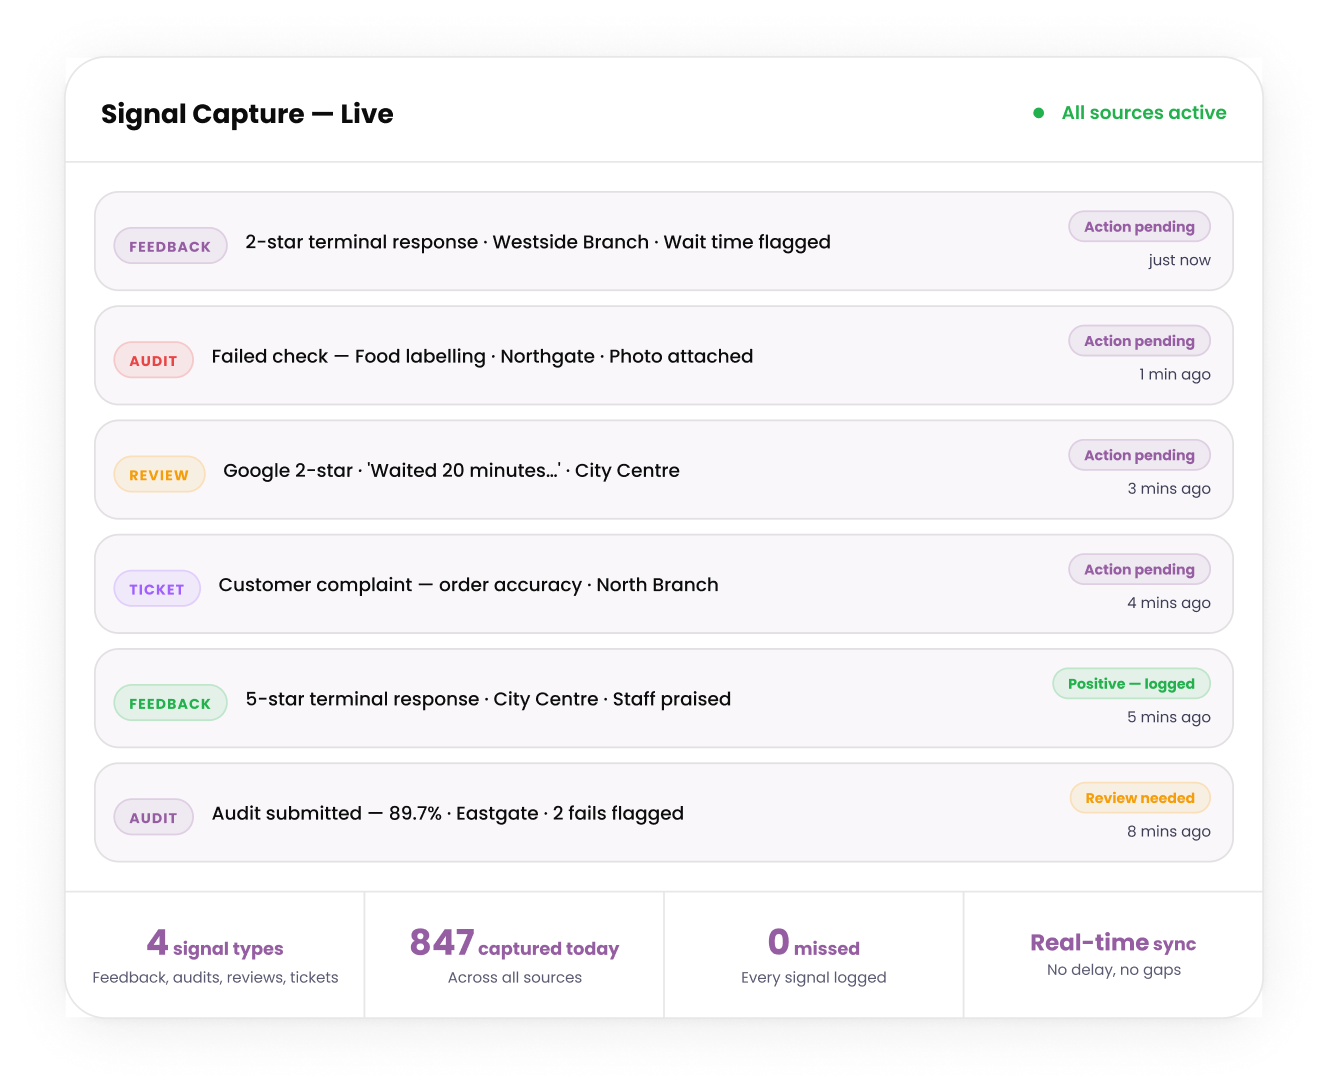 Signal Capture — Live
All sources active
FEEDBACK 2-star terminal response · Westside Branch · Wait time flagged
Action pending
just now
AUDIT Failed check — Food labelling · Northgate · Photo attached
Action pending
1 min ago
REVIEW Google 2-star · 'Waited 20 minutes...' · City Centre
Action pending
3 mins ago
TICKET Customer complaint — order accuracy · North Branch
Action pending
4 mins ago
FEEDBACK 5-star terminal response · City Centre · Staff praised
Positive — logged
5 mins ago
AUDIT Audit submitted — 89.7% · Eastgate · 2 fails flagged
Review needed
8 mins ago
4 signal types
Feedback, audits, reviews, tickets
847 captured today
Across all sources
0 missed
Every signal logged
Real-time sync
No delay, no gaps